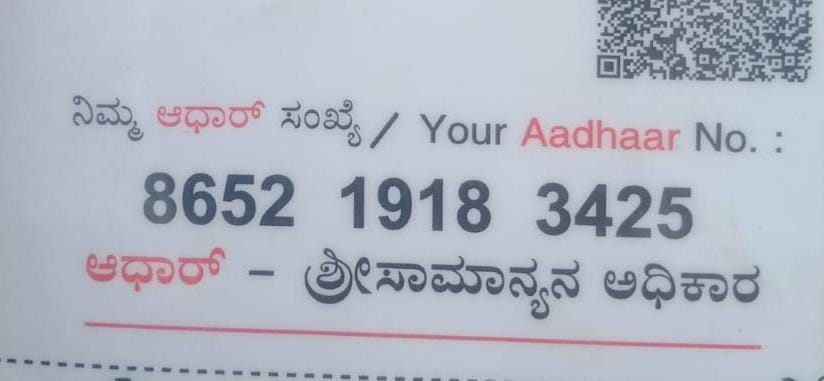 ನಿಮ್ಮ ಆಧಾರ್ ಸಂಖ್ಯೆ / Your Aadhaar No. :
8652 1918 3425
ಆಧಾರ್ – ಶ್ರೀಸಾಮಾನ್ಯನ ಅಧಿಕಾರ